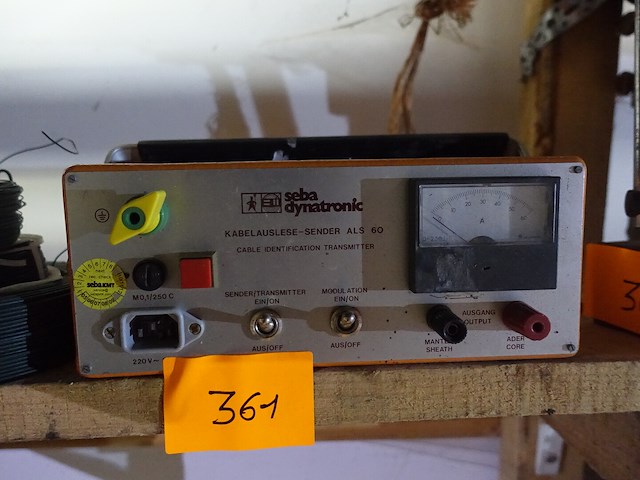 seba
dynatronic
KABELAUSLESE-SENDER ALS 60
CABLE IDENTIFICATION TRANSMITTER
A
M0,1/250 C
SENDER/TRANSMITTER
EIN/ON
MODULATION
EIN/ON
AUSGANG
OUTPUT
220V~
AUS/OFF
AUS/OFF
MANTEL
SHEATH
ADER
CORE
361
3